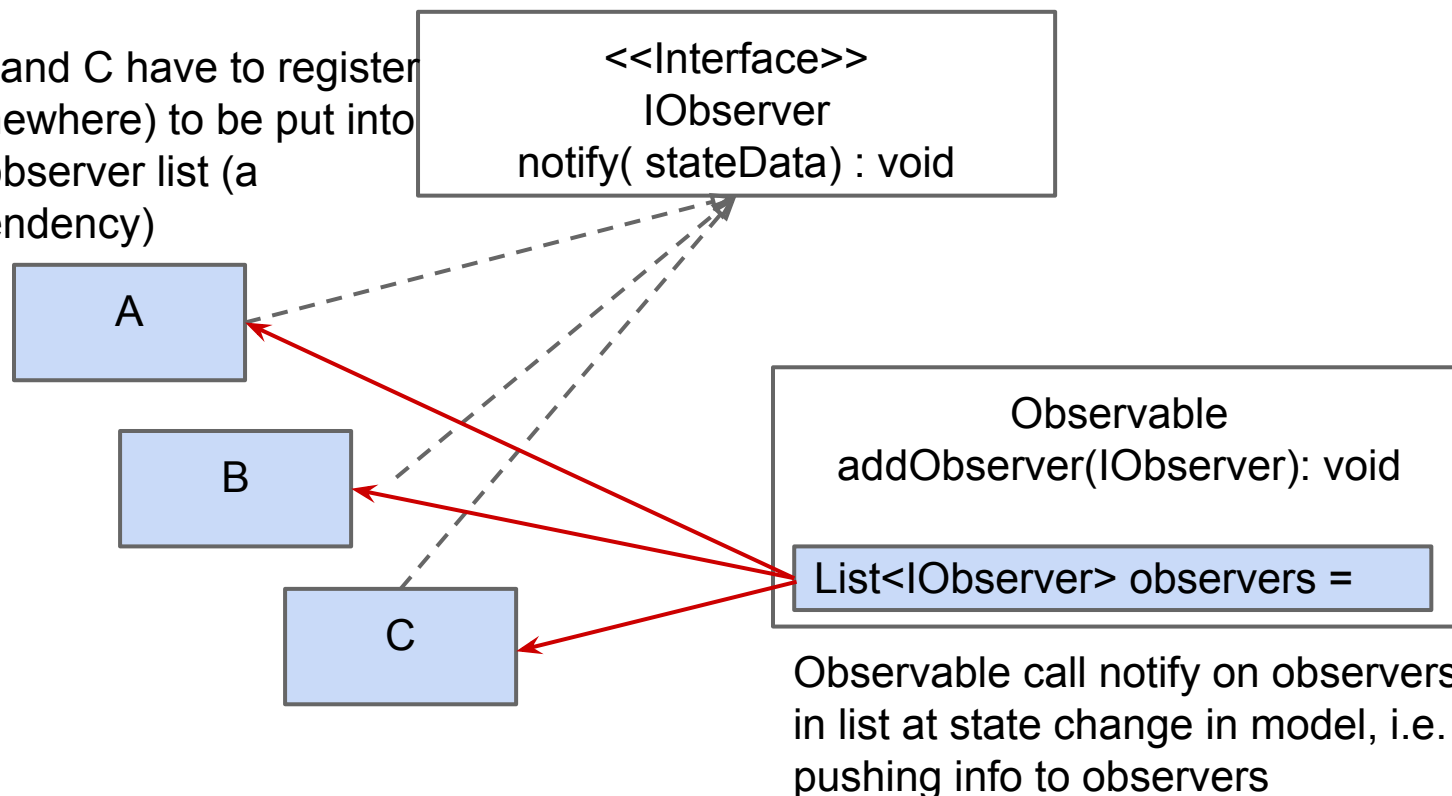 and C have to register
ewhere) to be put into
observer list (a
endency)
<<Interface>>
IObserver
notify( stateData) : void
A
B
C
Observable
addObserver(IObserver): void
List<IObserver> observers =
Observable call notify on observers
in list at state change in model, i.e.
pushing info to observers